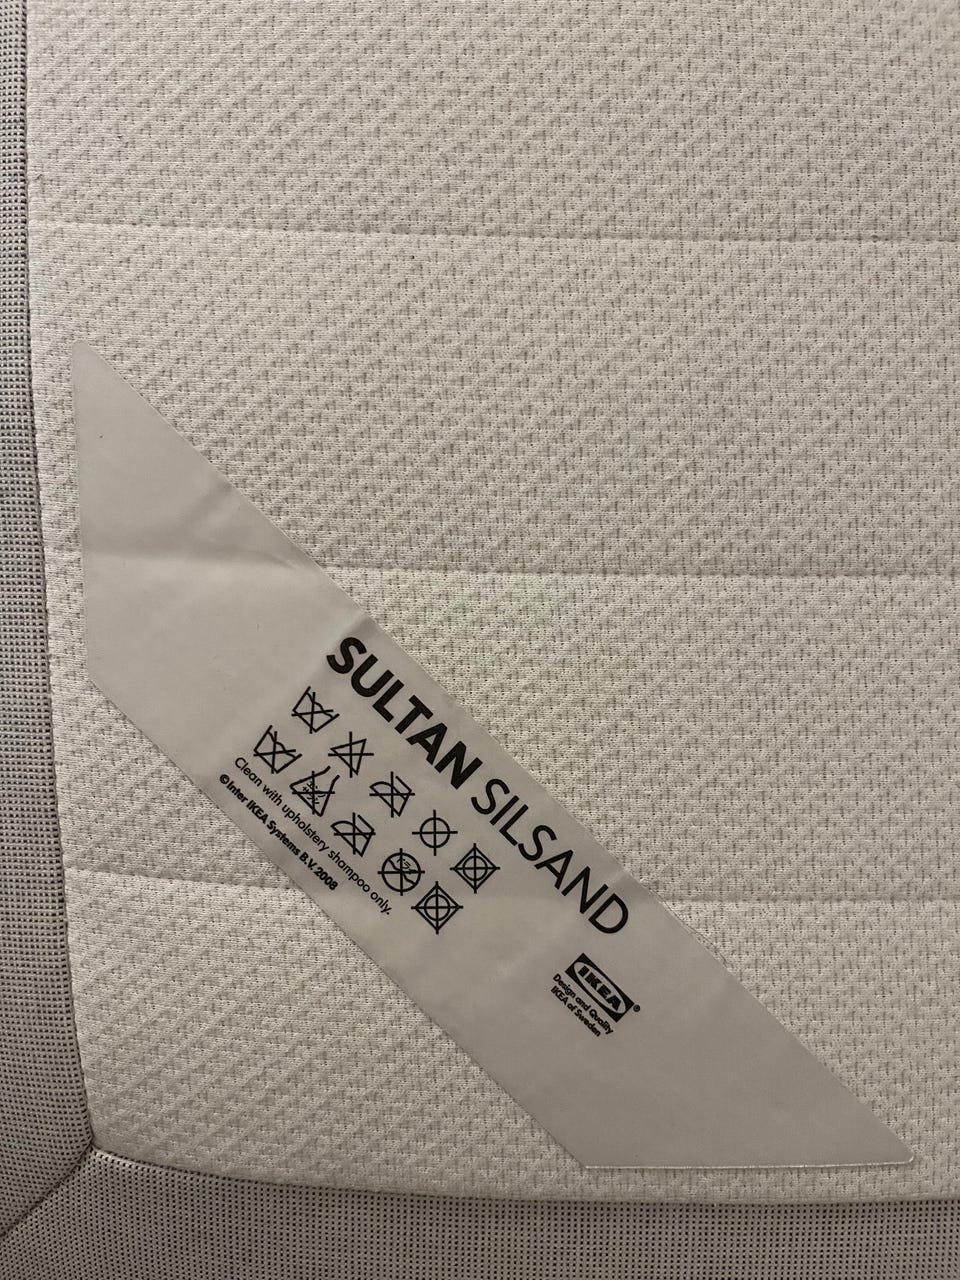 SULTAN SILSAND
Clean with upholstery shampoo only.
©Inter IKEA Systems B.V. 2008
IKEA®
Design and Quality
IKEA of Sweden